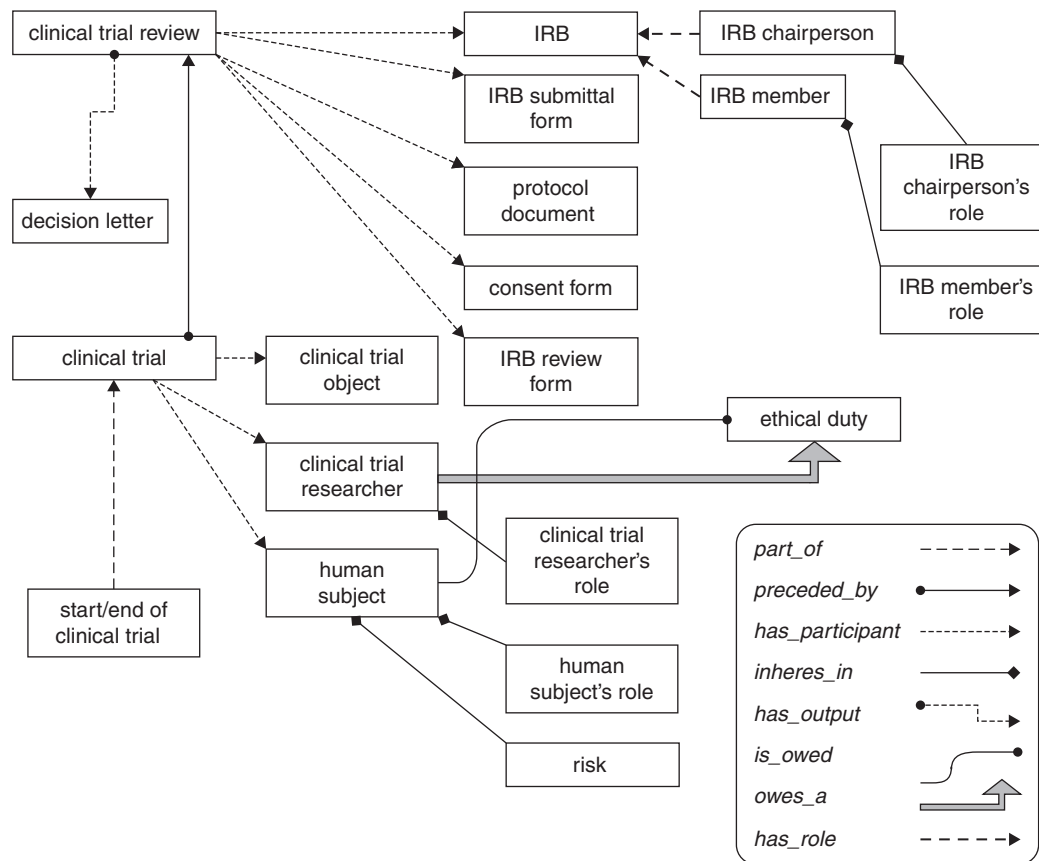 clinical trial review
IRB
IRB chairperson
IRB submittal
form
IRB member
IRB
chairperson's
role
protocol
document
decision letter
consent form
IRB member's
role
clinical trial
clinical trial
object
IRB review
form
ethical duty
clinical trial
researcher
clinical trial
researcher's
role
human
subject
start/end of
clinical trial
human
subject's role
risk
part_of
preceded_by
has_participant
inheres_in
has_output
is_owed
owes_a
has_role